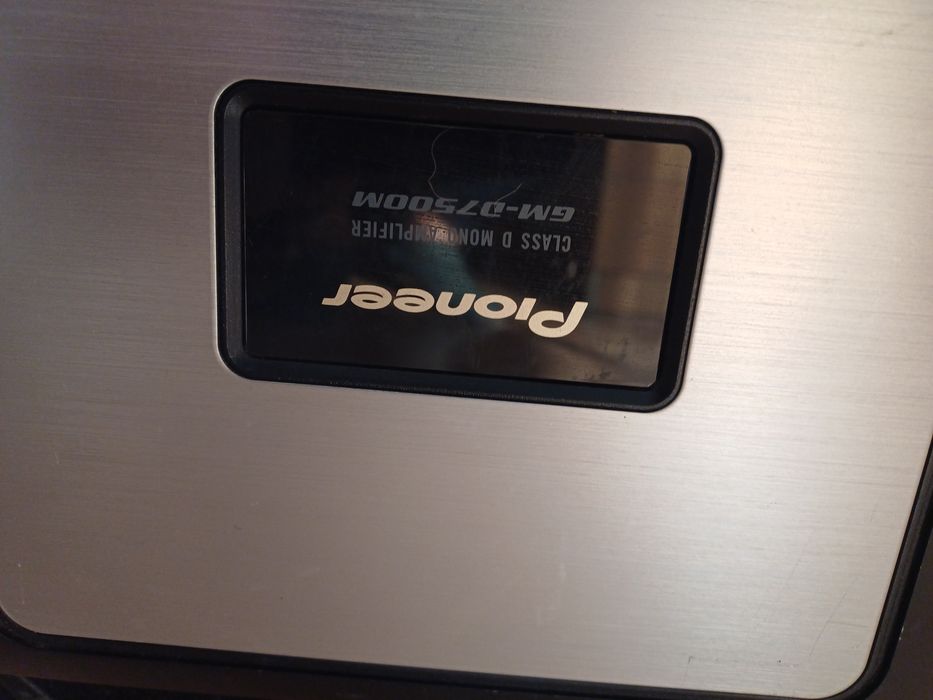 Pioneer
CLASS D MONO AMPLIFIER
GM-D7500M